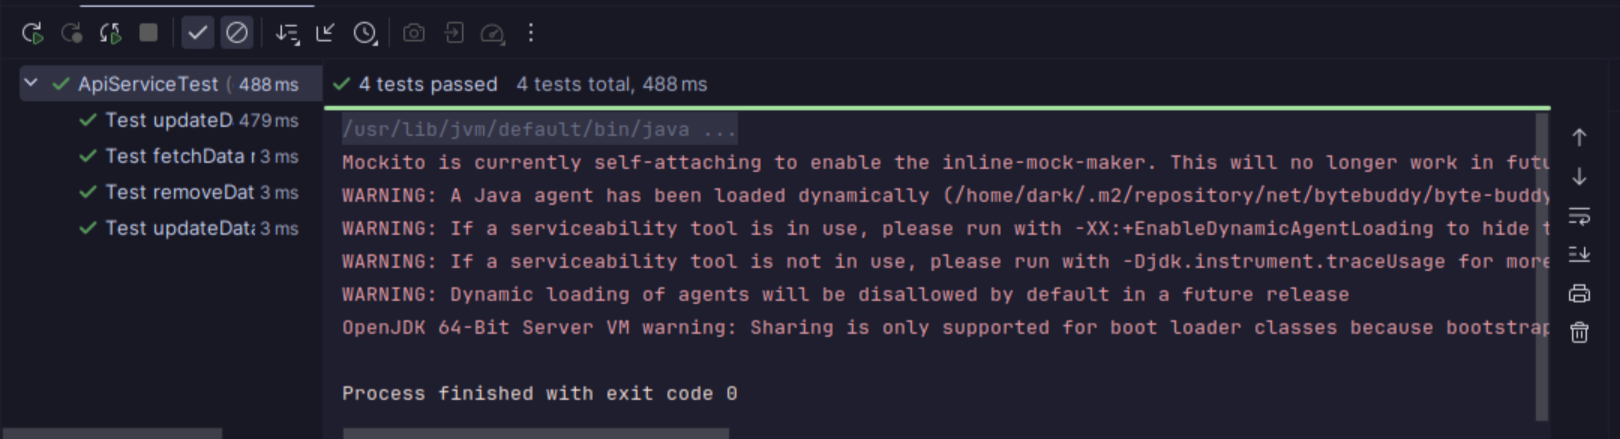 ApiServiceTest ( 488 ms
4 tests passed 4 tests total, 488 ms
Test updateD 479 ms
Test fetchData 3 ms
Test removeDat 3 ms
Test updateData 3 ms
/usr/lib/jvm/default/bin/java ...
Mockito is currently self-attaching to enable the inline-mock-maker. This will no longer work in futu
WARNING: A Java agent has been loaded dynamically (/home/dark/.m2/repository/net/bytebuddy/byte-buddy
WARNING: If a serviceability tool is in use, please run with -XX:+EnableDynamicAgentLoading to hide t
WARNING: If a serviceability tool is not in use, please run with -Djdk.instrument.traceUsage for more
WARNING: Dynamic loading of agents will be disallowed by default in a future release
OpenJDK 64-Bit Server VM warning: Sharing is only supported for boot loader classes because bootstrap
Process finished with exit code 0